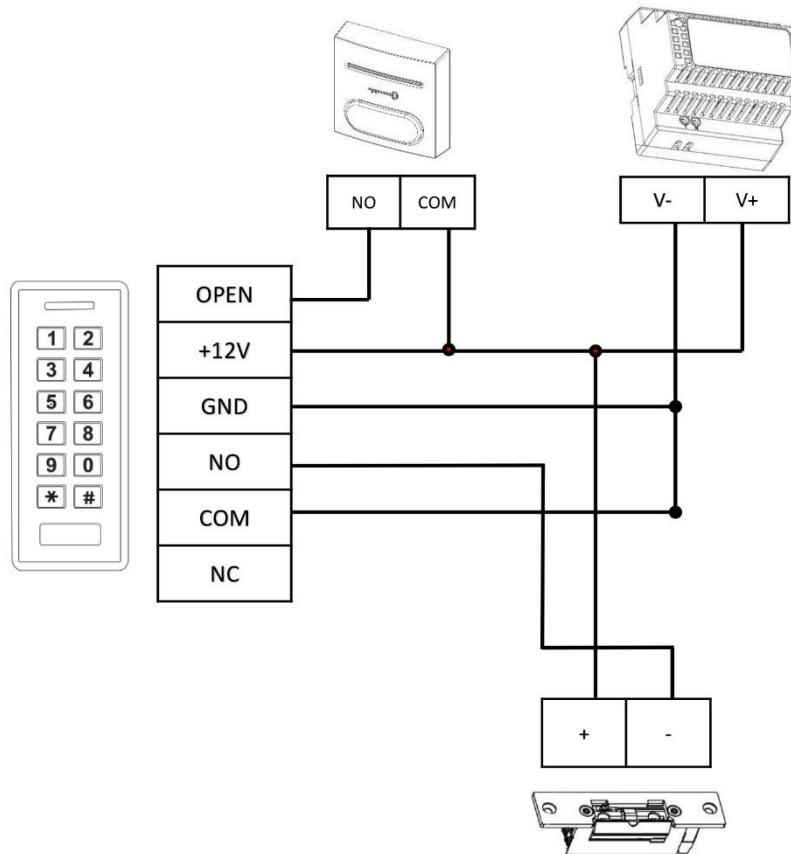 NO COM
V- V+
OPEN
+12V
GND
NO
COM
NC
1 2
3 4
5 6
7 8
9 0
* #
+ -